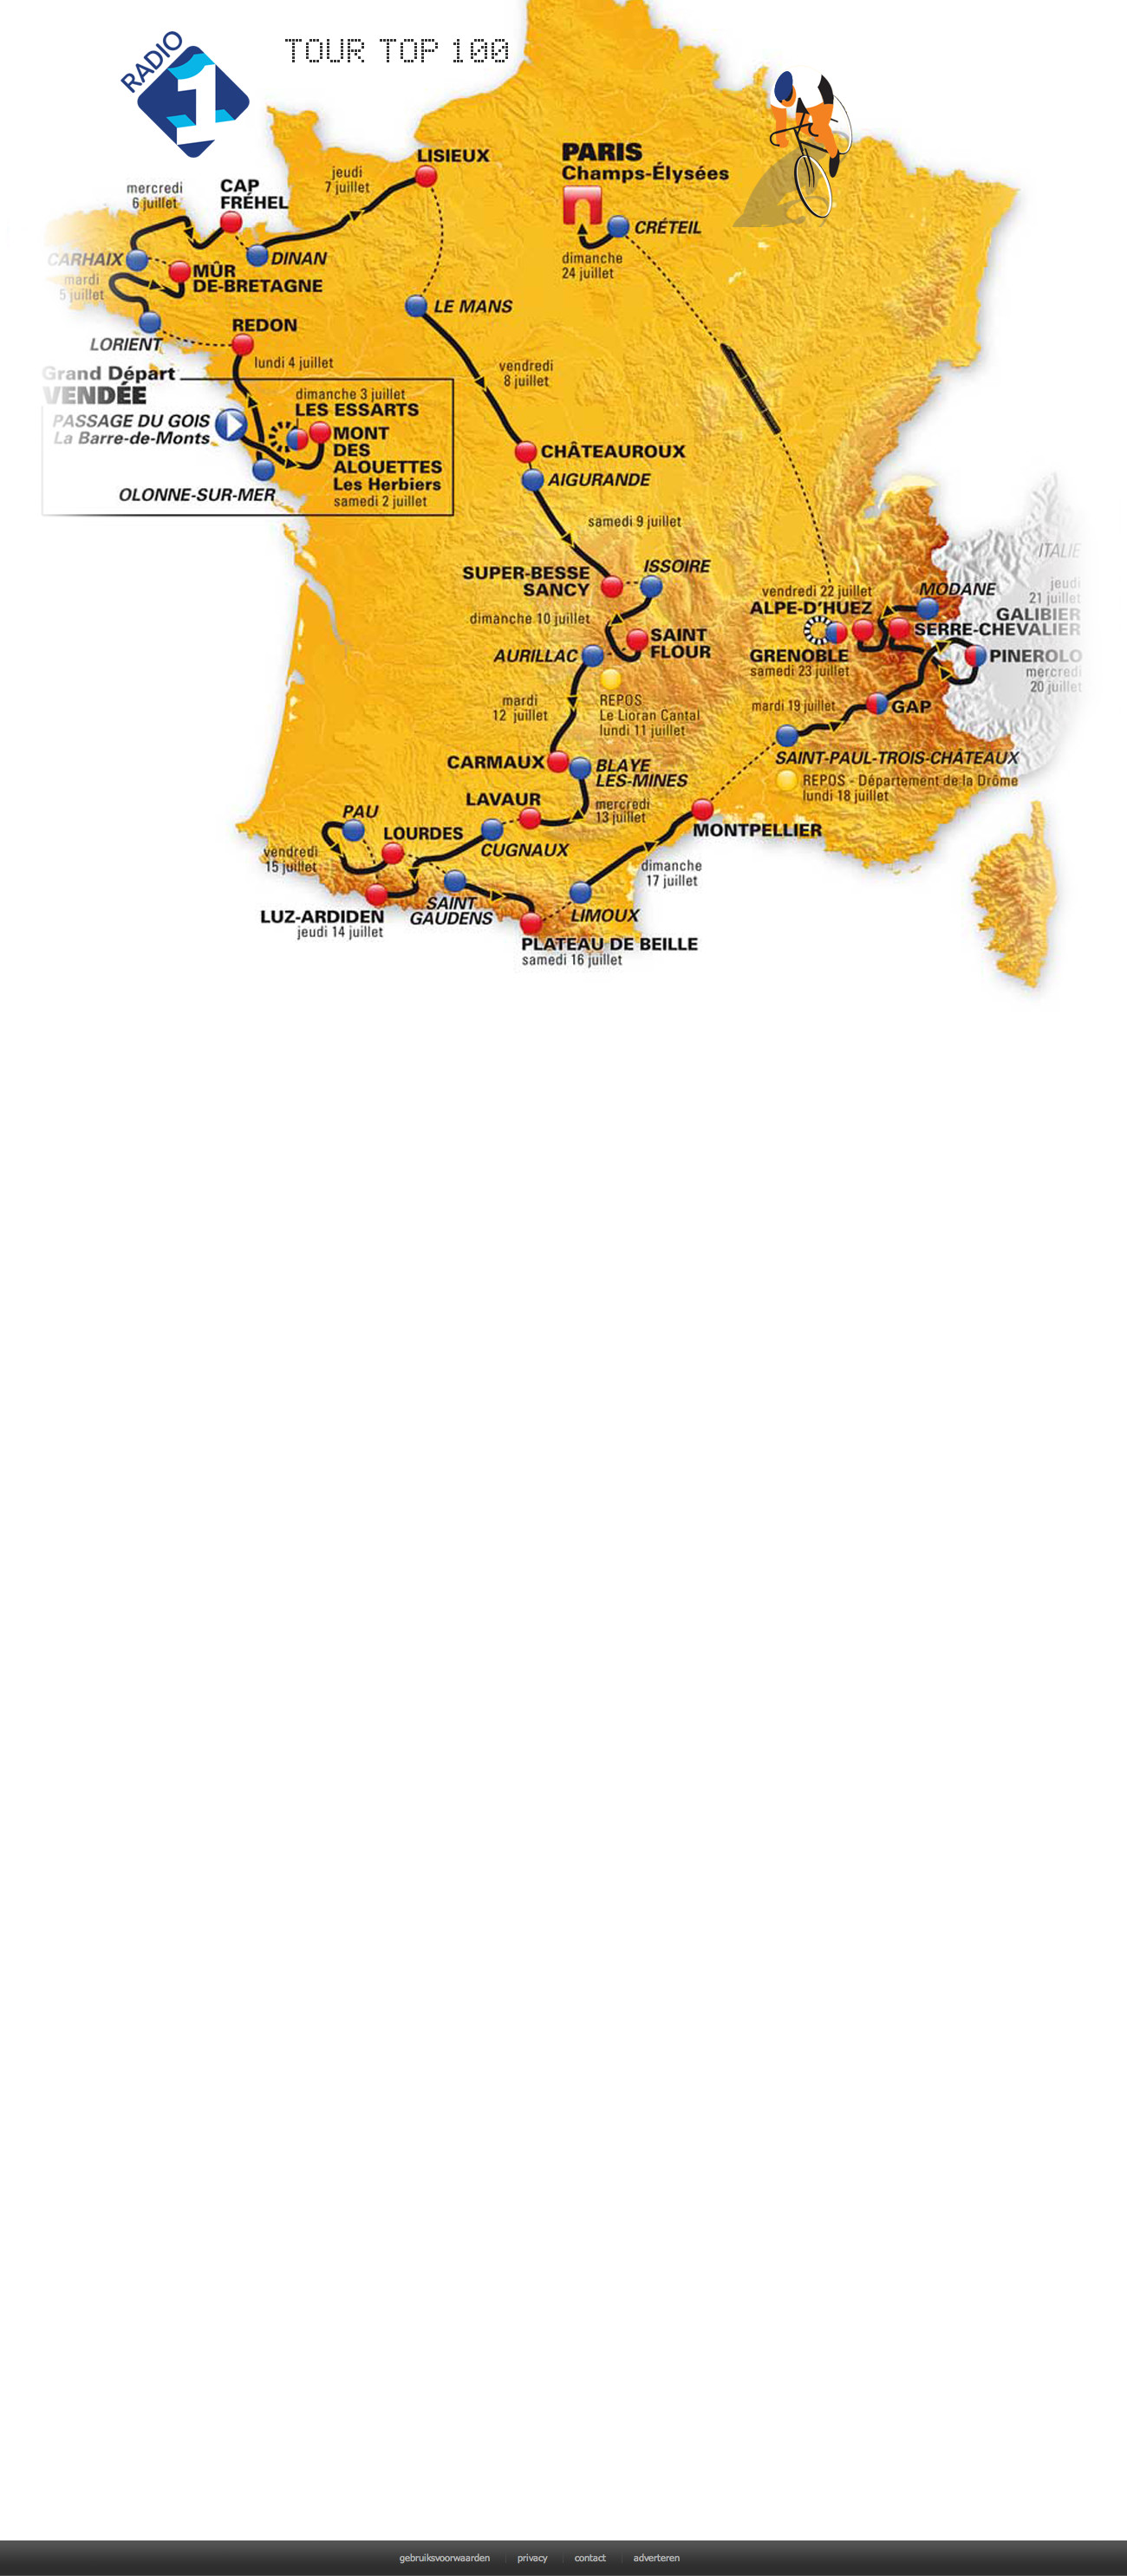 RADIO
1
TOUR TOP 100
LISIEUX
jeudi
7 juillet
PARIS
Champs-Élysées
mercredi
6 juillet
CAP
FRÉHEL
CRÉTEIL
dimanche
24 juillet
CARHAIX
DINAN
MÛR
DE-BRETAGNE
mardi
5 juillet
LE MANS
LORIENT
REDON
lundi 4 juillet
vendredi
8 juillet
Grand Départ
VENDÉE
dimanche 3 juillet
LES ESSARTS
PASSAGE DU GOIS
La Barre-de-Monts
MONT
DES
ALOUETTES
Les Herbiers
samedi 2 juillet
OLONNE-SUR-MER
CHÂTEAUROUX
AIGURANDE
samedi 9 juillet
ITALIE
SUPER-BESSE
SANCY
ISSOIRE
dimanche 10 juillet
SAINT
FLOUR
AURILLAC
vendredi 22 juillet
ALPE-D'HUEZ
MODANE
jeudi
21 juillet
GALIBIER
SERRE-CHEVALIER
GRENOBLE
samedi 23 juillet
PINEROLO
mercredi
20 juillet
mardi
12 juillet
REPOS
Le Lioran Cantal
lundi 11 juillet
mardi 19 juillet
GAP
CARMAUX
BLAYE
LES-MINES
SAINT-PAUL-TROIS-CHÂTEAUX
REPOS - Département de la Drôme
lundi 18 juillet
LAVAUR
mercredi
13 juillet
PAU
LOURDES
CUGNAUX
MONTPELLIER
vendredi
15 juillet
dimanche
17 juillet
LUZ-ARDIDEN
jeudi 14 juillet
SAINT
GAUDENS
LIMOUX
PLATEAU DE BEILLE
samedi 16 juillet
gebruiksvoorwaarden privacy contact adverteren